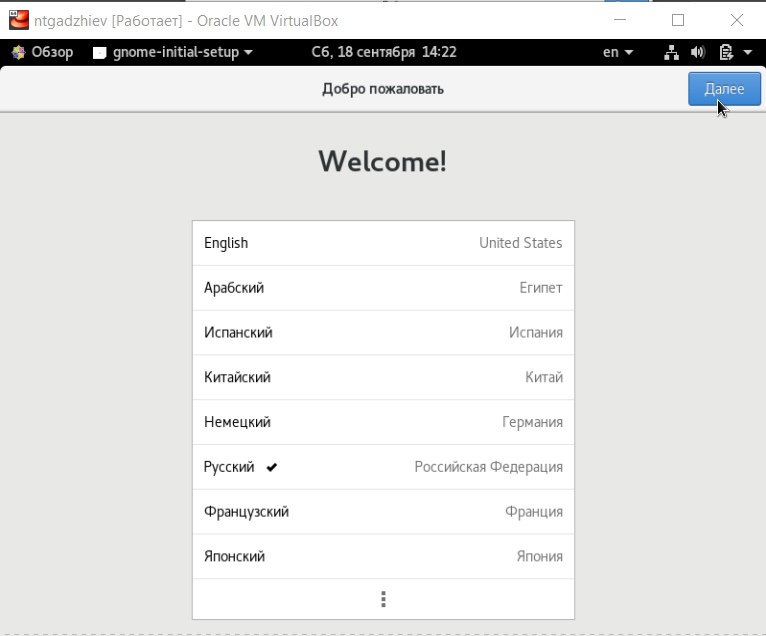 ntgadzhiev [Работает] - Oracle VM VirtualBox
Обзор gnome-initial-setup Сб, 18 сентября 14:22 en
Добро пожаловать Далее
Welcome!
English United States
Арабский Египет
Испанский Испания
Китайский Китай
Немецкий Германия
Русский Российская Федерация
Французский Франция
Японский Япония